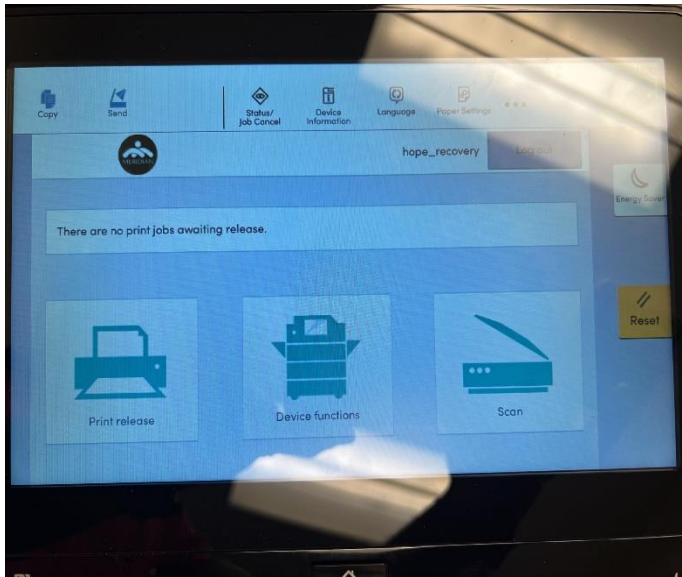 Copy
Send
Status/
Job Cancel
Device
Information
Language
Paper Settings
MERIDIAN
hope_recovery
Log out
Energy Saver
There are no print jobs awaiting release.
Reset
Print release
Device functions
Scan